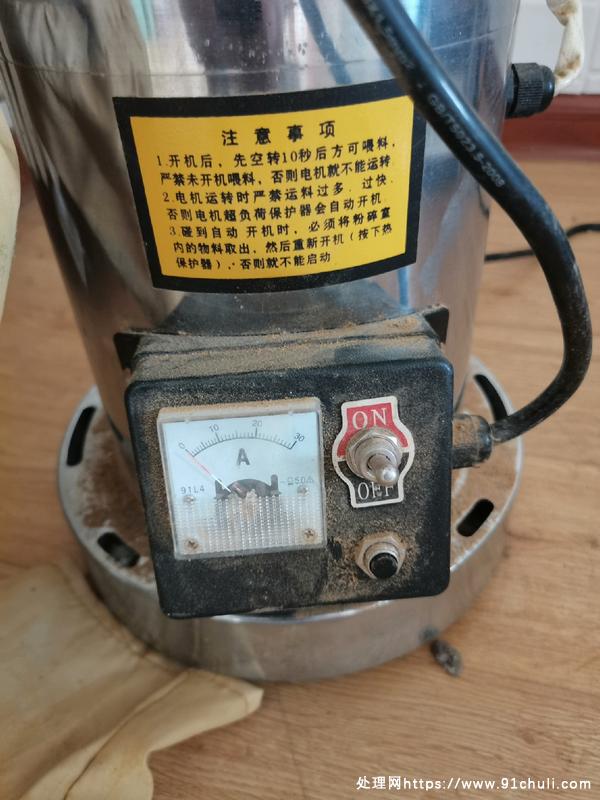 注意事项
1.开机后，先空转10秒后方可喂料，
严禁未开机喂料，否则电机就不能运转.
2.电机运转时严禁运料过多、过快.
否则电机超负荷保护器会自动开机.
3.碰到自动 开机时，必须将粉碎室
内的物料取出，然后重新开机（按下热
保护器），否则就不能启动
GB/T5023.5-2008
ON
0 10 20 30
A
91L4
OFF
处理网https://www.91chuli.com